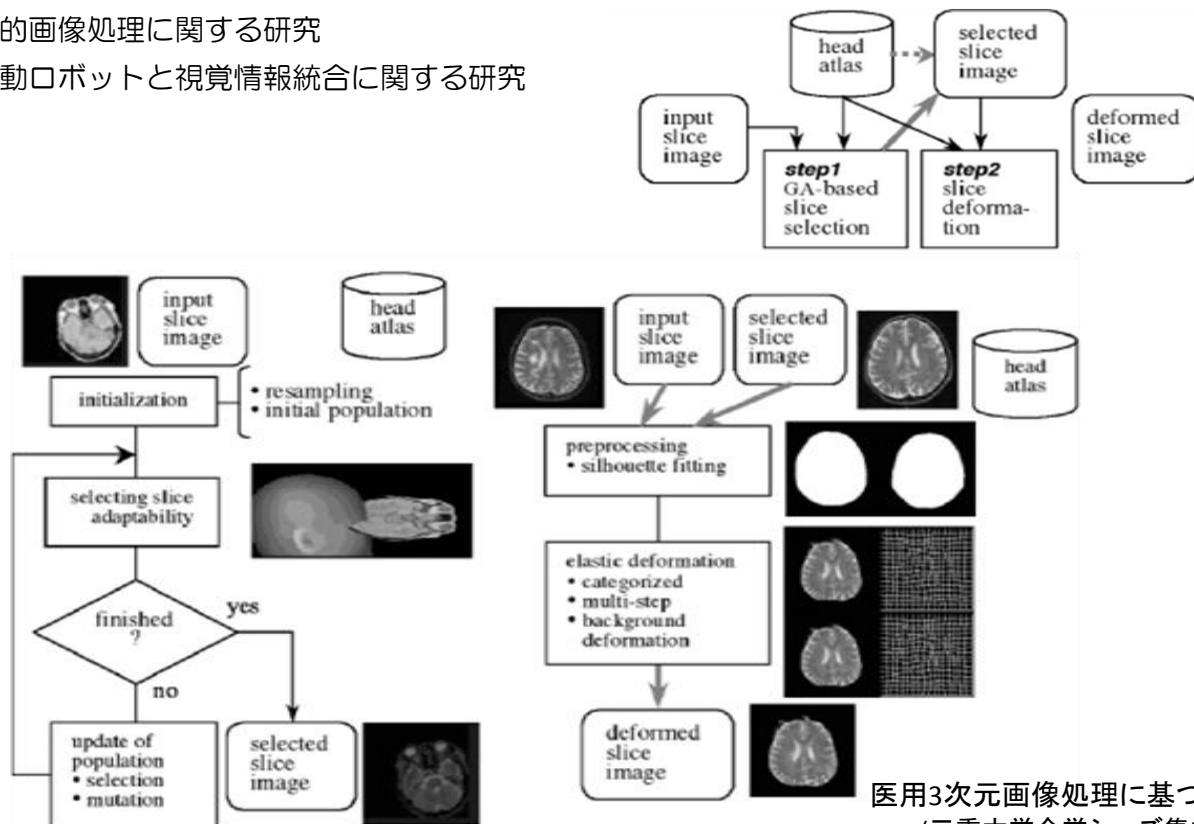 的画像処理に関する研究
動ロボットと視覚情報統合に関する研究
head
atlas
selected
slice
image
input
slice
image
deformed
slice
image
step1
GA-based
slice
selection
step2
slice
deforma-
tion
input
slice
image
head
atlas
initialization
• resampling
• initial population
selecting slice
adaptability
finished
?
yes
no
update of
population
• selection
• mutation
selected
slice
image
input
slice
image
selected
slice
image
head
atlas
preprocessing
• silhouette fitting
elastic deformation
• categorized
• multi-step
• background
deformation
deformed
slice
image
医用3次元画像処理に基づ